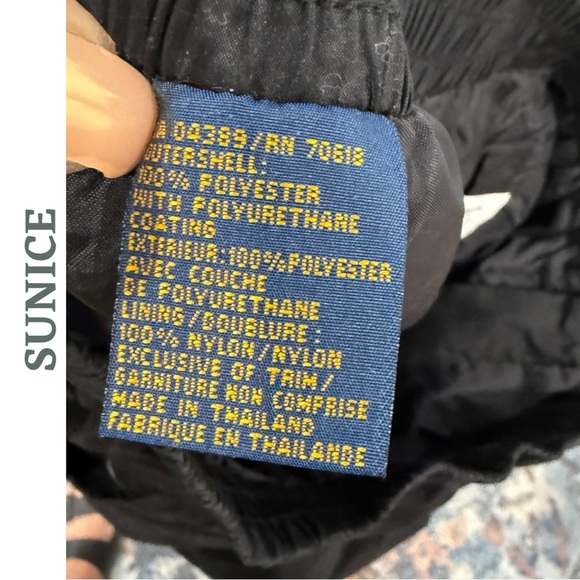 SUNICE
04389/RN 70618
OUTERSHELL:
100% POLYESTER
WITH POLYURETHANE
COATING
EXTERIEUR:100%POLYESTER
AVEC COUCHE
DE POLYURETHANE
LINING/DOUBLURE:
100% NYLON/NYLON
EXCLUSIVE OF TRIM/
GARNITURE NON COMPRISE
MADE IN THAILAND
FABRIQUE EN THAILANDE